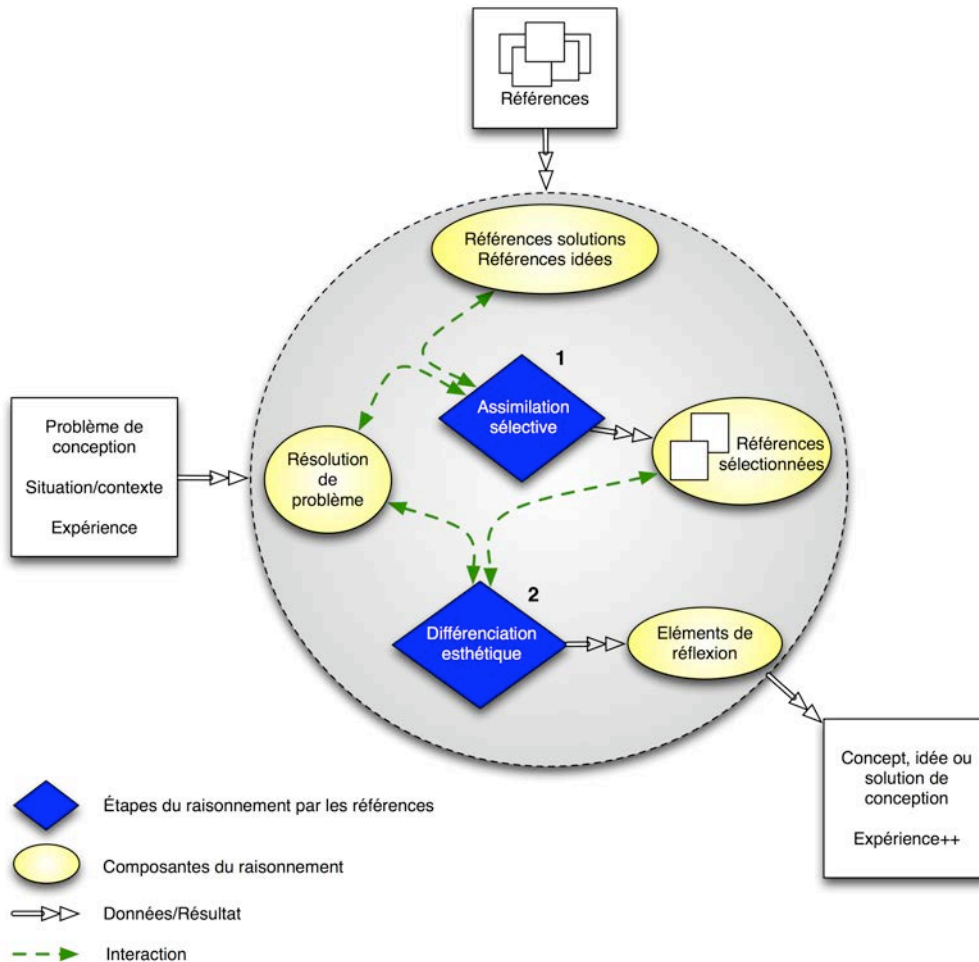 Références
Références solutions
Références idées
1
Assimilation
sélective
Problème de
conception
Situation/contexte
Expérience
Résolution
de
problème
Références
sélectionnées
2
Différenciation
esthétique
Eléments de
réflexion
Concept, idée ou
solution de
conception
Expérience++
Étapes du raisonnement par les références
Composantes du raisonnement
Données/Résultat
Interaction